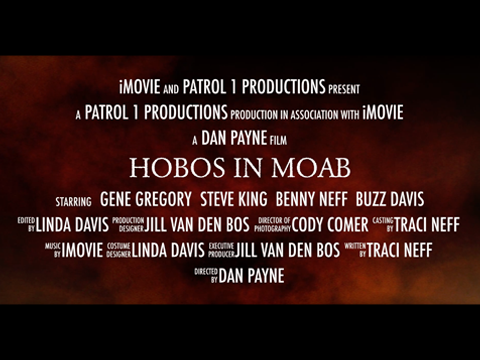 iMOVIE AND PATROL 1 PRODUCTIONS PRESENT
A PATROL 1 PRODUCTIONS PRODUCTION IN ASSOCIATION WITH iMOVIE
A DAN PAYNE FILM
HOBOS IN MOAB
STARRING GENE GREGORY STEVE KING BENNY NEFF BUZZ DAVIS
EDITED BY LINDA DAVIS PRODUCTION DESIGNER JILL VAN DEN BOS DIRECTOR OF PHOTOGRAPHY CODY COMER CASTING BY TRACI NEFF
MUSIC BY IMOVIE COSTUME DESIGNER LINDA DAVIS EXECUTIVE PRODUCER JILL VAN DEN BOS WRITTEN BY TRACI NEFF
DIRECTED BY DAN PAYNE